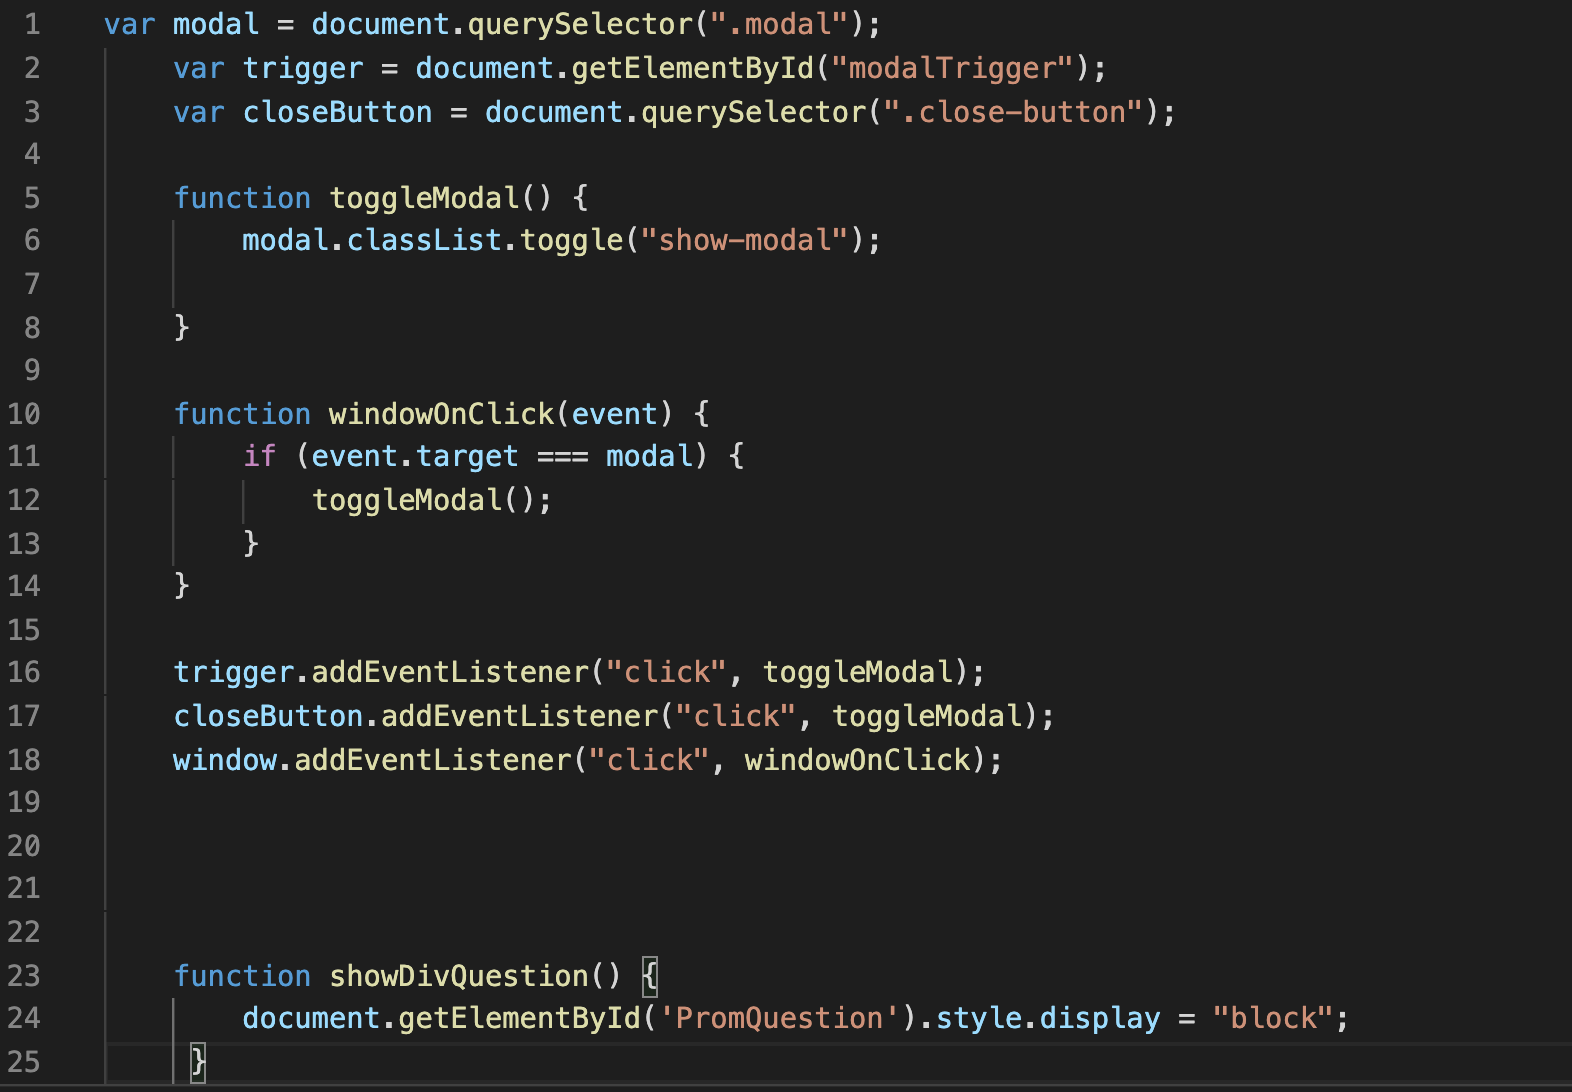 1 var modal = document.querySelector(".modal");
2 var trigger = document.getElementById("modalTrigger");
3 var closeButton = document.querySelector(".close-button");
4
5 function toggleModal() {
6 modal.classList.toggle("show-modal");
7
8 }
9
10 function windowOnClick(event) {
11 if (event.target === modal) {
12 toggleModal();
13 }
14 }
15
16 trigger.addEventListener("click", toggleModal);
17 closeButton.addEventListener("click", toggleModal);
18 window.addEventListener("click", windowOnClick);
19
20
21
22
23 function showDivQuestion() {
24 document.getElementById('PromQuestion').style.display = "block";
25 }